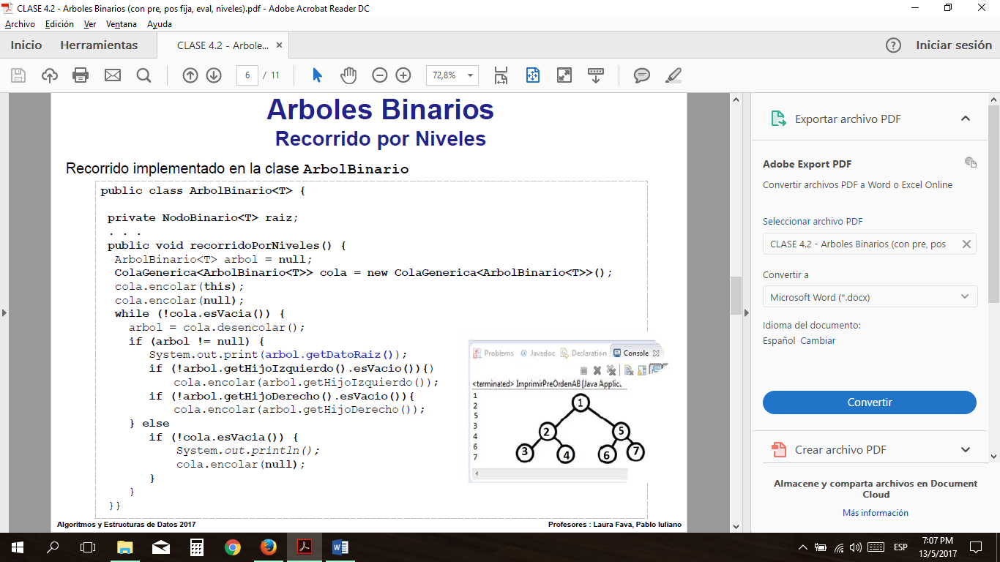 CLASE 4.2 - Arboles Binarios (con pre, pos fija, eval, niveles).pdf - Adobe Acrobat Reader DC
Archivo Edición Ver Ventana Ayuda
Inicio Herramientas CLASE 4.2 - Arbole... × ? Iniciar sesión
6 / 11 72,8%
Arboles Binarios
Recorrido por Niveles
Recorrido implementado en la clase ArbolBinario
public class ArbolBinario<T> {
private NodoBinario<T> raiz;
. . .
public void recorridoPorNiveles() {
ArbolBinario<T> arbol = null;
ColaGenerica<ArbolBinario<T>> cola = new ColaGenerica<ArbolBinario<T>>();
cola.encolar(this);
cola.encolar(null);
while (!cola.esVacia()) {
arbol = cola.desencolar();
if (arbol != null) {
System.out.print(arbol.getDatoRaiz());
if (!arbol.getHijoIzquierdo().esVacio()){)
cola.encolar(arbol.getHijoIzquierdo());
if (!arbol.getHijoDerecho().esVacio()){
cola.encolar(arbol.getHijoDerecho());
} else
if (!cola.esVacia()) {
System.out.println();
cola.encolar(null);
}
}
}}
Problems @ Javadoc Declaration Console
<terminated> ImprimirPreOrdenAB [Java Applic.
1
2
5
3
4
6
7
1
2 5
3 4 6 7
Algoritmos y Estructuras de Datos 2017 Profesores : Laura Fava, Pablo Iuliano
Exportar archivo PDF
Adobe Export PDF
Convertir archivos PDF a Word o Excel Online
Seleccionar archivo PDF
CLASE 4.2 - Arboles Binarios (con pre, pos
Convertir a
Microsoft Word (*.docx)
Idioma del documento:
Español Cambiar
Convertir
Crear archivo PDF
Almacene y comparta archivos en Document
Cloud
Más información
ESP
7:07 PM
13/5/2017